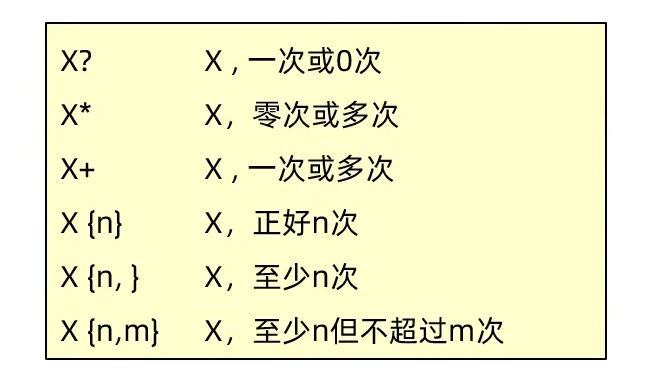 X? X , 一次或0次
X* X，零次或多次
X+ X , 一次或多次
X {n} X，正好n次
X {n, } X，至少n次
X {n,m} X，至少n但不超过m次